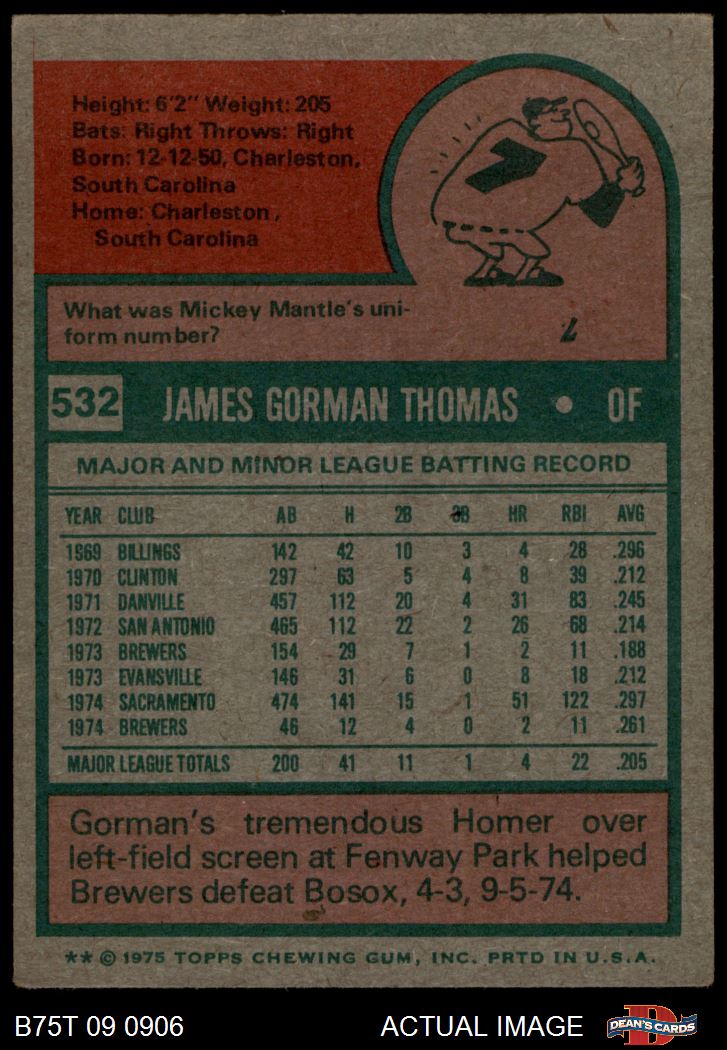 Height: 6'2" Weight: 205
Bats: Right Throws: Right
Born: 12-12-50, Charleston,
South Carolina
Home: Charleston,
South Carolina
7
What was Mickey Mantle's uni-
form number?
7
532 JAMES GORMAN THOMAS • OF
MAJOR AND MINOR LEAGUE BATTING RECORD
YEAR CLUB AB H 2B 3B HR RBI AVG
1969 BILLINGS 142 42 10 3 4 28 .296
1970 CLINTON 297 63 5 4 8 39 .212
1971 DANVILLE 457 112 20 4 31 83 .245
1972 SAN ANTONIO 465 112 22 2 26 68 .214
1973 BREWERS 154 29 7 1 2 11 .188
1973 EVANSVILLE 146 31 6 0 8 18 .212
1974 SACRAMENTO 474 141 15 1 51 122 .297
1974 BREWERS 46 12 4 0 2 11 .261
MAJOR LEAGUE TOTALS 200 41 11 1 4 22 .205
Gorman's tremendous Homer over
left-field screen at Fenway Park helped
Brewers defeat Bosox, 4-3, 9-5-74.
** © 1975 TOPPS CHEWING GUM, INC. PRTD IN U.S.A.
B75T 09 0906 ACTUAL IMAGE D DEAN'S CARDS